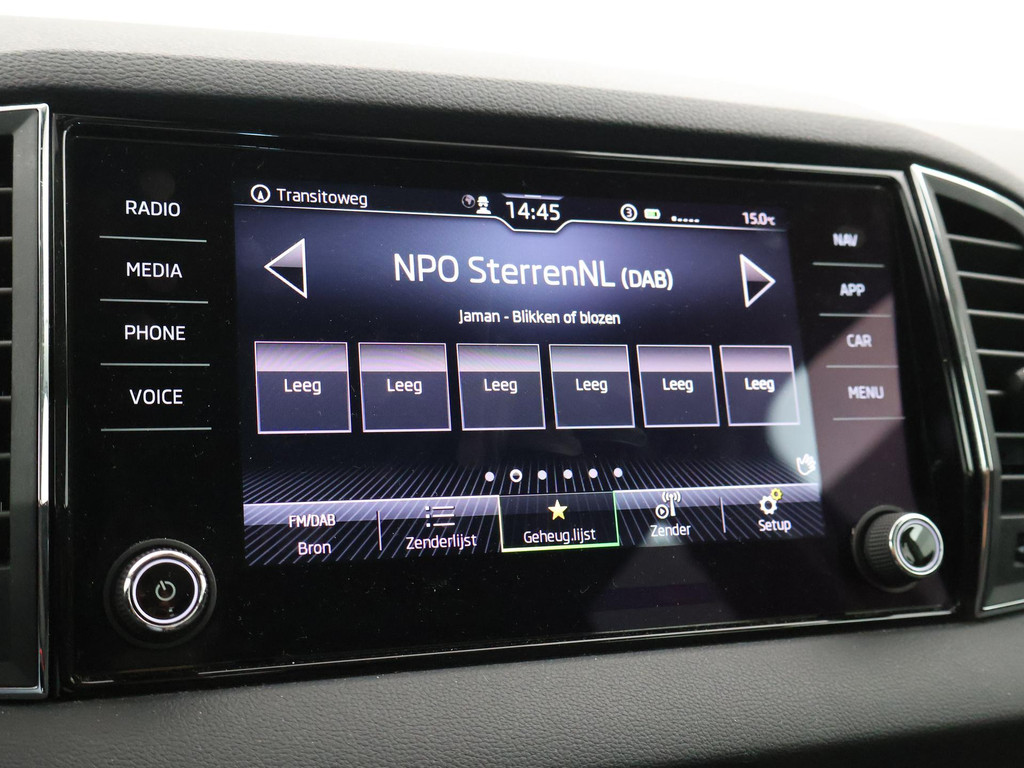 Transitoweg
14:45
3
15.0°C
RADIO
MEDIA
PHONE
VOICE
NPO SterrenNL (DAB)
Jaman - Blikken of blozen
Leeg Leeg Leeg Leeg Leeg Leeg
FM/DAB
Bron
Zenderlijst
Geheug.lijst
Zender
Setup
NAV
APP
CAR
MENU